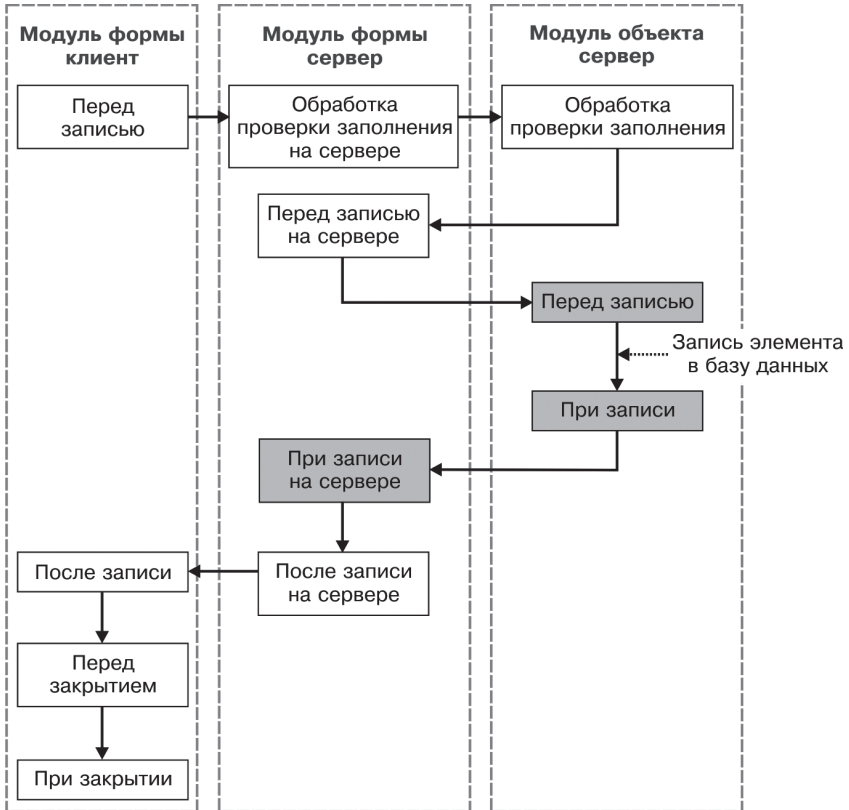 Модуль формы
клиент
Модуль формы
сервер
Модуль объекта
сервер
Перед
записью
Обработка
проверки заполнения
на сервере
Обработка
проверки заполнения
Перед записью
на сервере
Перед записью
Запись элемента
в базу данных
При записи
При записи
на сервере
После записи
После записи
на сервере
Перед
закрытием
При закрытии